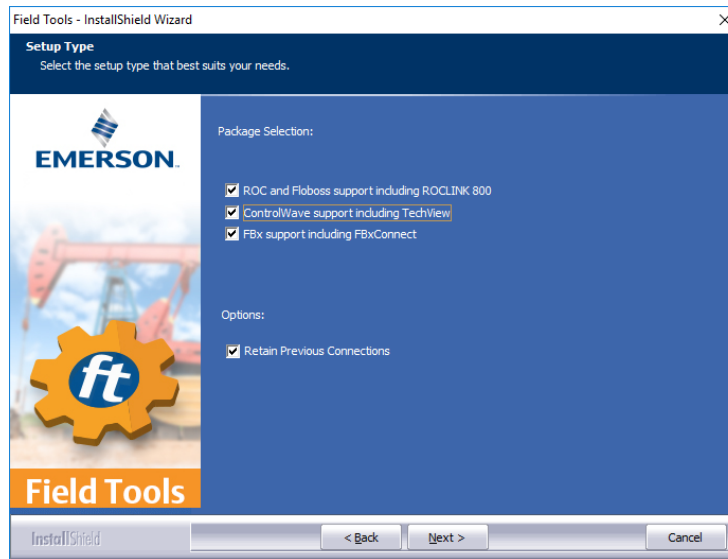 Field Tools - InstallShield Wizard
Setup Type
Select the setup type that best suits your needs.
EMERSON
Package Selection:
ROC and Floboss support including ROCLINK 800
ControlWave support including TechView
FBx support including FBxConnect
Options:
Retain Previous Connections
ft
Field Tools
InstallShield
< Back
Next >
Cancel